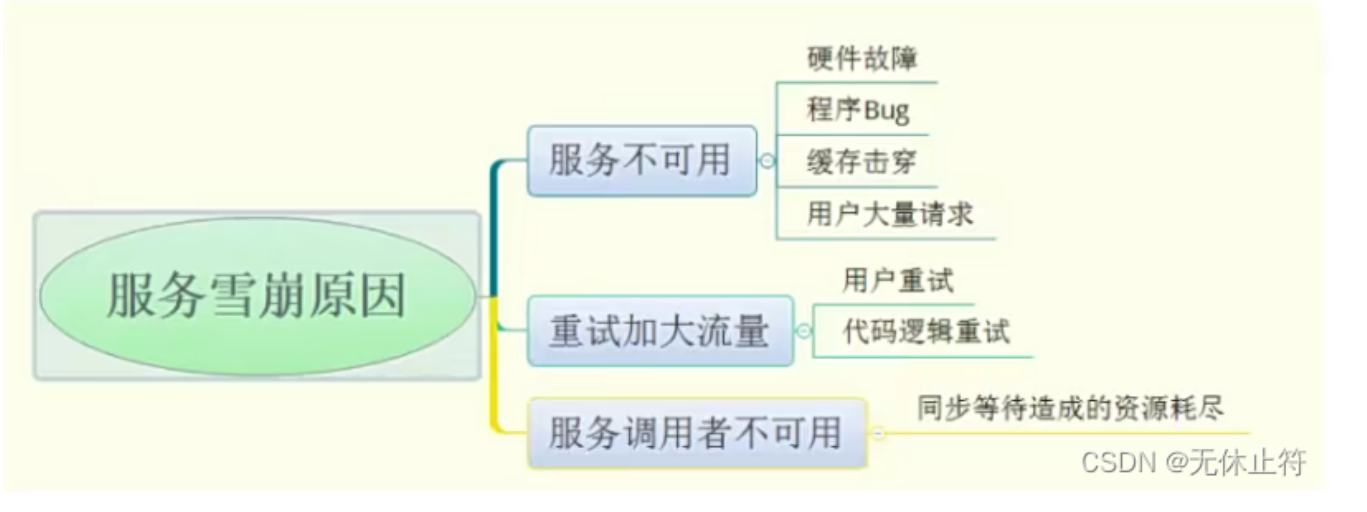 服务雪崩原因
服务不可用
硬件故障
程序Bug
缓存击穿
用户大量请求
重试加大流量
用户重试
代码逻辑重试
服务调用者不可用
同步等待造成的资源耗尽
CSDN @无休止符